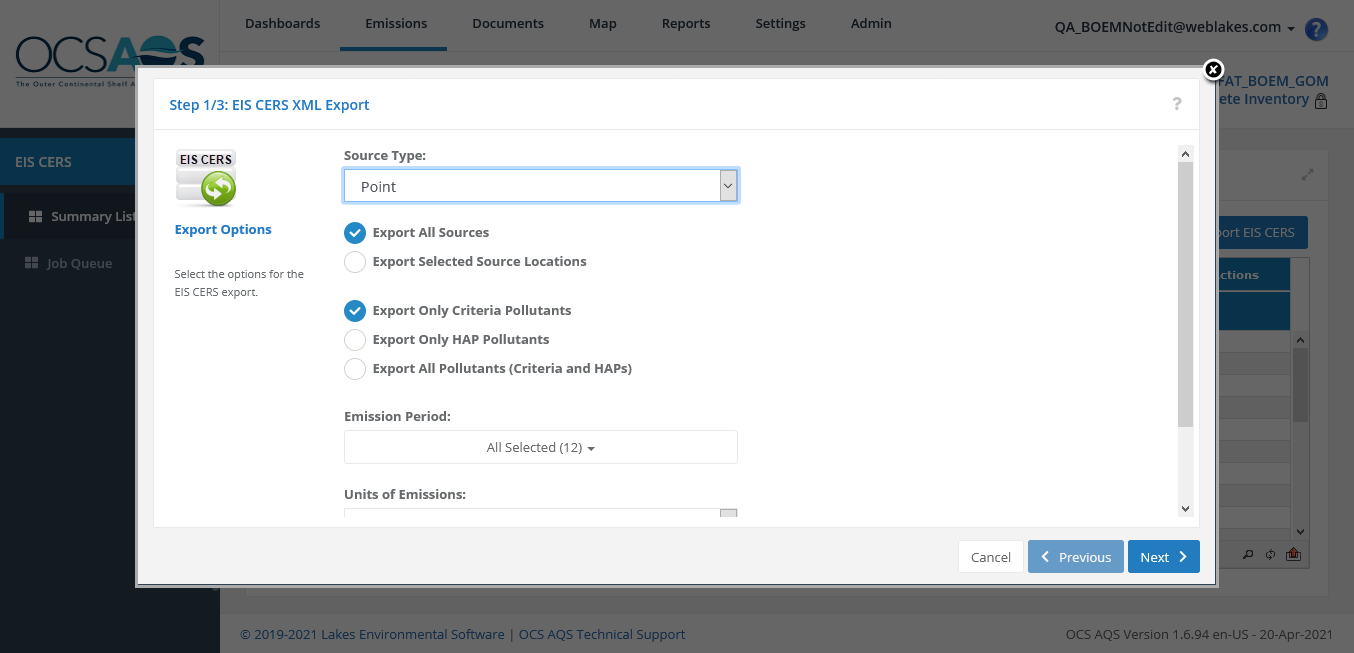 Dashboards
Emissions
Documents
Map
Reports
Settings
Admin
QA_BOEMNotEdit@weblakes.com
?
OCSAQS
The Outer Continental Shelf A
FAT_BOEM_GOM
ete Inventory
EIS CERS
Summary List
Job Queue
Step 1/3: EIS CERS XML Export
?
EIS CERS
Export Options
Select the options for the
EIS CERS export.
Source Type:
Point
Export All Sources
Export Selected Source Locations
Export Only Criteria Pollutants
Export Only HAP Pollutants
Export All Pollutants (Criteria and HAPs)
Emission Period:
All Selected (12)
Units of Emissions:
Cancel
Previous
Next
ort EIS CERS
ctions
© 2019-2021 Lakes Environmental Software | OCS AQS Technical Support
OCS AQS Version 1.6.94 en-US - 20-Apr-2021